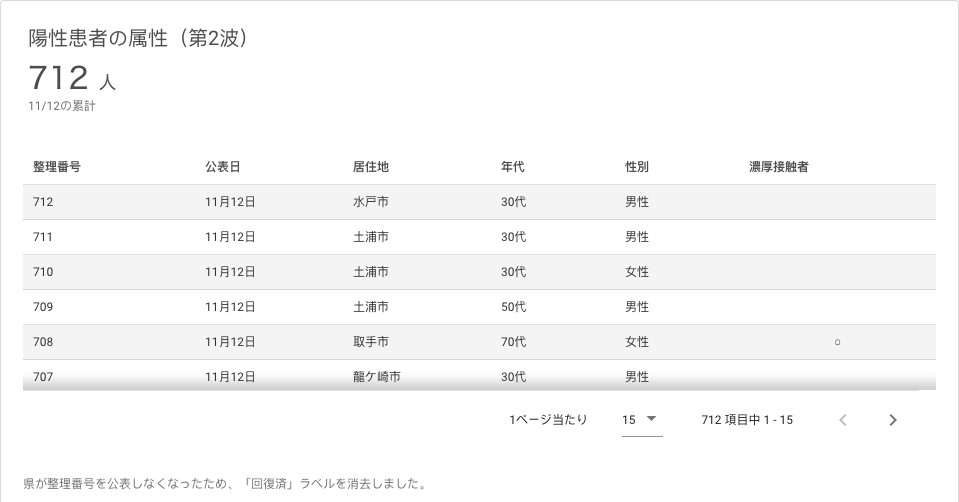 陽性患者の属性（第2波）
712 人
11/12の累計
整理番号 公表日 居住地 年代 性別 濃厚接触者
712 11月12日 水戸市 30代 男性
711 11月12日 土浦市 30代 男性
710 11月12日 土浦市 30代 女性
709 11月12日 土浦市 50代 男性
708 11月12日 取手市 70代 女性 ○
707 11月12日 龍ケ崎市 30代 男性
1ページ当たり 15 712 項目中 1 - 15
県が整理番号を公表しなくなったため、「回復済」ラベルを消去しました。